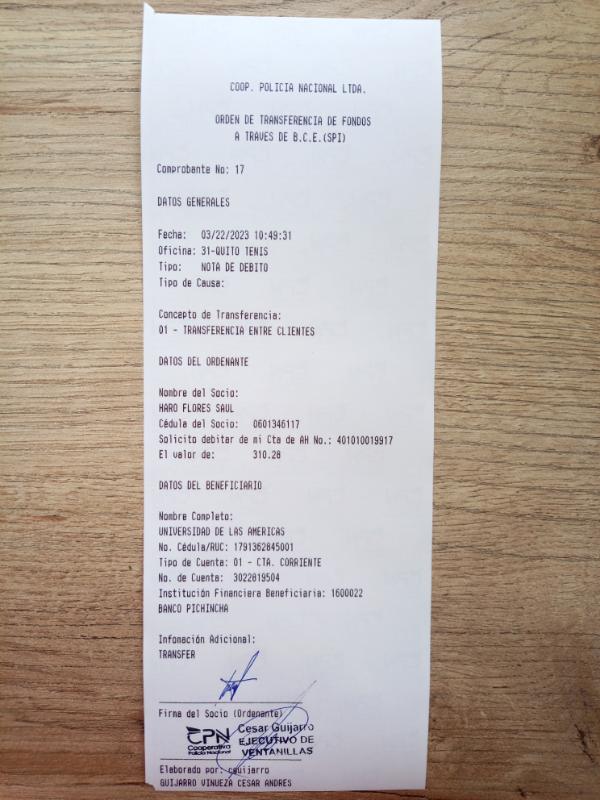 COOP. POLICIA NACIONAL LTDA.
ORDEN DE TRANSFERENCIA DE FONDOS
A TRAVES DE B.C.E.(SPI)
Comprobante No: 17
DATOS GENERALES
Fecha: 03/22/2023 10:49:31
Oficina: 31-QUITO TENIS
Tipo: NOTA DE DEBITO
Tipo de Causa:
Concepto de Transferencia:
01 - TRANSFERENCIA ENTRE CLIENTES
DATOS DEL ORDENANTE
Nombre del Socio:
HARO FLORES SAUL
Cédula del Socio: 0601346117
Solicito debitar de mi Cta de AH No.: 401010019917
El valor de: 310.28
DATOS DEL BENEFICIARIO
Nombre Completo:
UNIVERSIDAD DE LAS AMERICAS
No. Cédula/RUC: 1791362845001
Tipo de Cuenta: 01 - CTA. CORRIENTE
No. de Cuenta: 3022819504
Institución Financiera Beneficiaria: 1600022
BANCO PICHINCHA
Infomación Adicional:
TRANSFER
Firma del Socio (Ordenante)
CPN Cesar Guijarro
Cooperativa EJECUTIVO DE
Policía Nacional VENTANILLAS
Elaborado por: cguijarro
GUIJARRO VINUEZA CESAR ANDRES